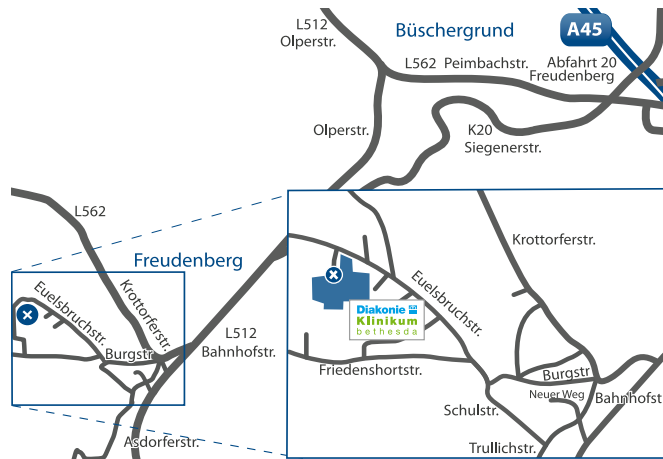 L512
Olperstr.
Büschergrund
A45
L562 Peimbachstr.
Abfahrt 20
Freudenberg
Olperstr.
K20
Siegenerstr.
L562
Freudenberg
Krottorferstr.
Euelsbruchstr.
Krottorferstr.
Euelsbruchstr.
Diakonie
Klinikum
bethesda
L512
Bahnhofstr.
Burgstr
Friedenshortstr.
Burgstr
Neuer Weg
Bahnhofst
Schulstr.
Asdorferstr.
Trullichstr.